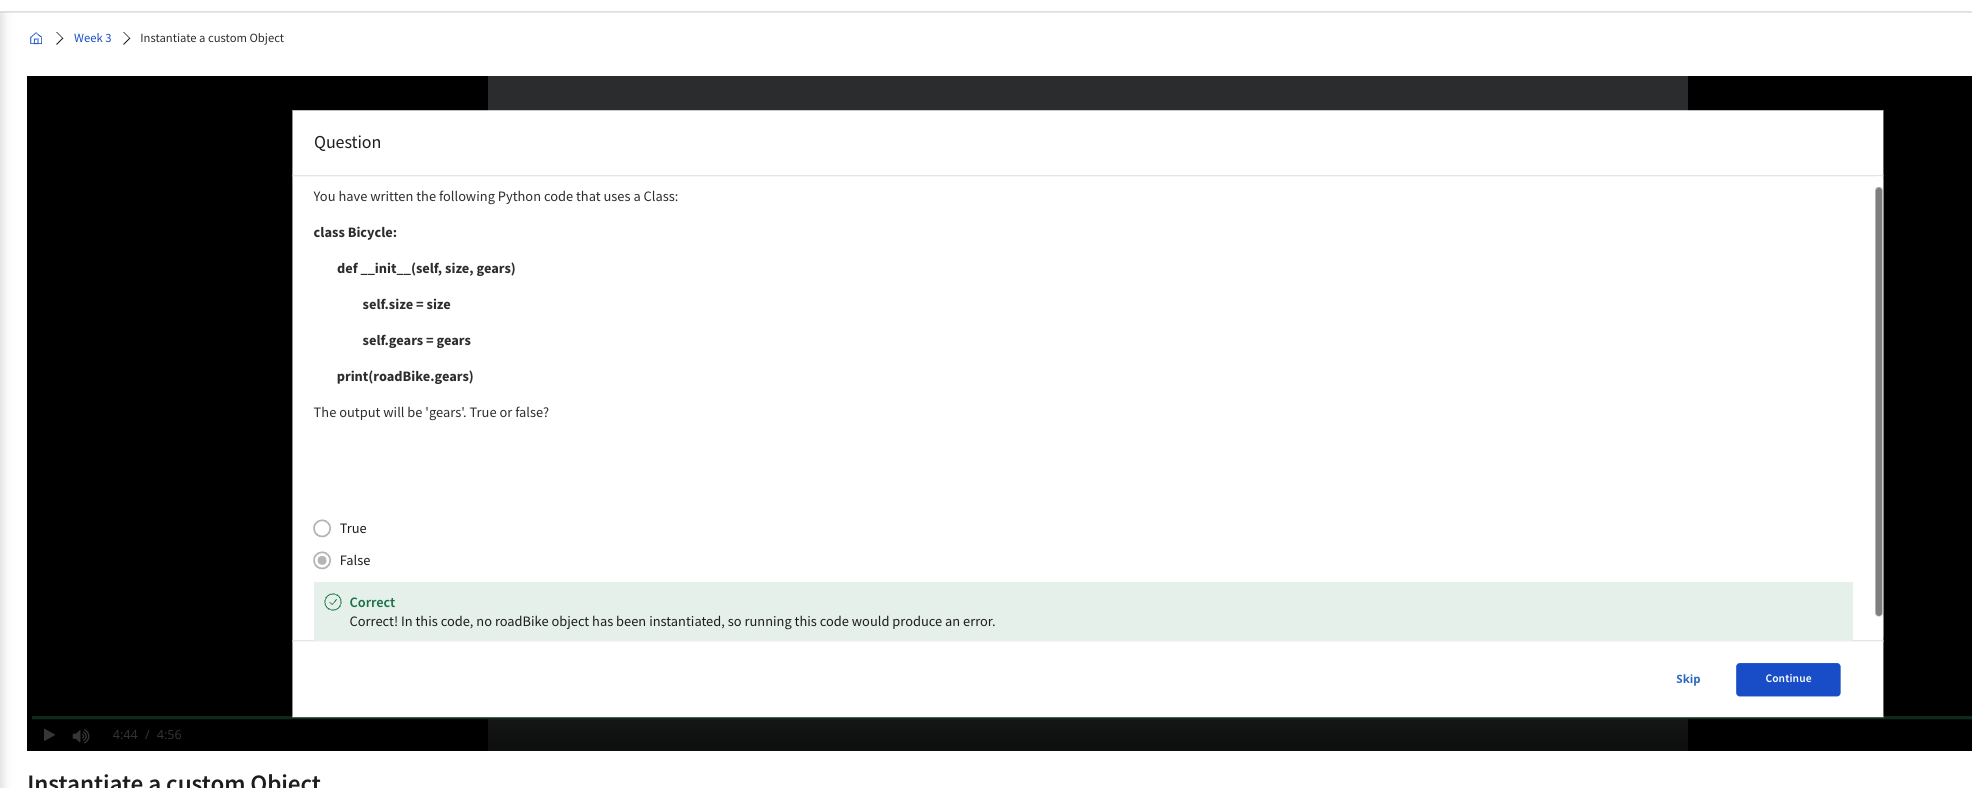 Week 3
Instantiate a custom Object
Question
You have written the following Python code that uses a Class:
class Bicycle:
def __init__(self, size, gears)
self.size = size
self.gears = gears
print(roadBike.gears)
The output will be 'gears'. True or false?
True
False
Correct
Correct! In this code, no roadBike object has been instantiated, so running this code would produce an error.
Skip
Continue
4:44 / 4:56
Instantiate a custom Object